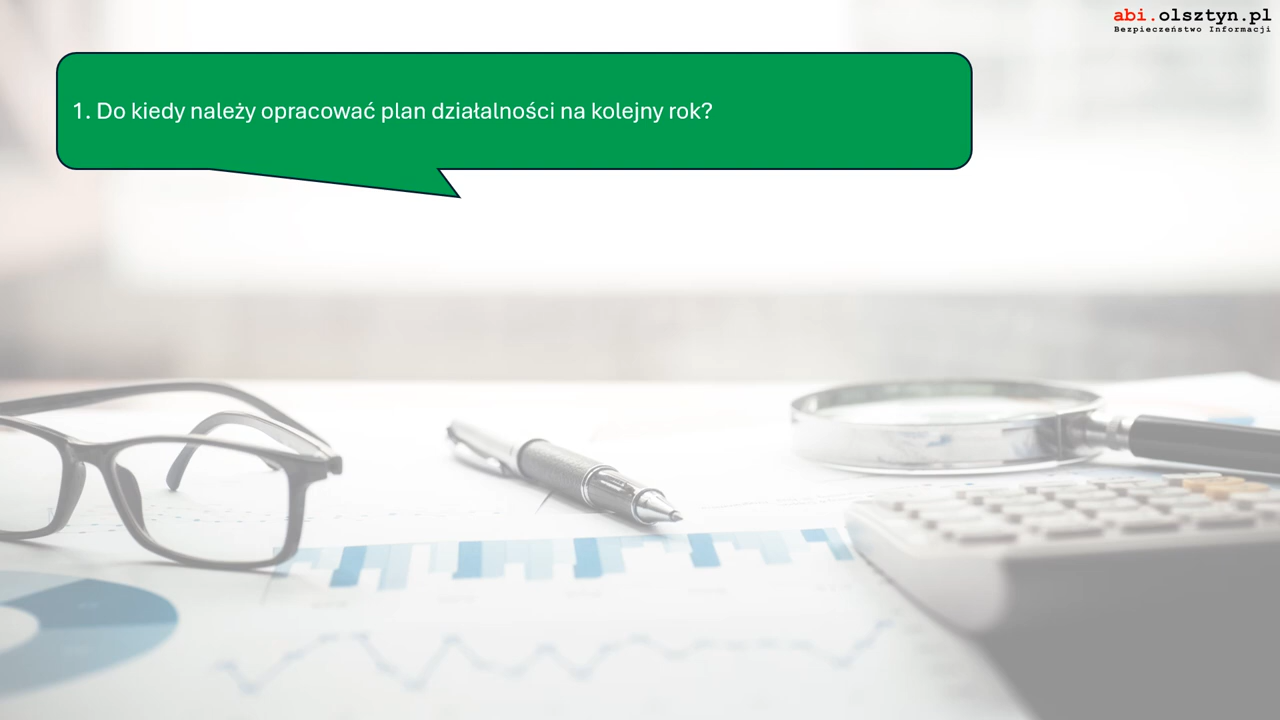 abi.olsztyn.pl
Bezpieczeństwo Informacji
1. Do kiedy należy opracować plan działalności na kolejny rok?